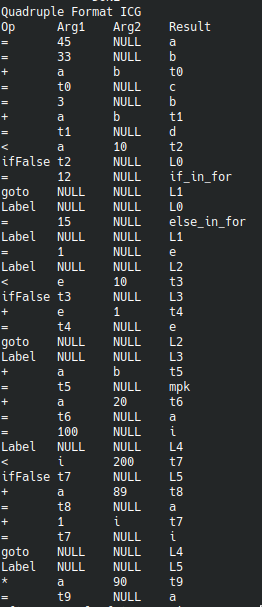 Quadruple Format ICG
Op Arg1 Arg2 Result
= 45 NULL a
= 33 NULL b
+ a b t0
= t0 NULL c
= 3 NULL b
+ a b t1
= t1 NULL d
< a 10 t2
ifFalse t2 NULL L0
= 12 NULL if_in_for
goto NULL NULL L1
Label NULL NULL L0
= 15 NULL else_in_for
Label NULL NULL L1
= 1 NULL e
Label NULL NULL L2
< e 10 t3
ifFalse t3 NULL L3
+ e 1 t4
= t4 NULL e
goto NULL NULL L2
Label NULL NULL L3
+ a b t5
= t5 NULL mpk
+ a 20 t6
= t6 NULL a
= 100 NULL i
Label NULL NULL L4
< i 200 t7
ifFalse t7 NULL L5
+ a 89 t8
= t8 NULL a
+ 1 i t7
= t7 NULL i
goto NULL NULL L4
Label NULL NULL L5
* a 90 t9
= t9 NULL a